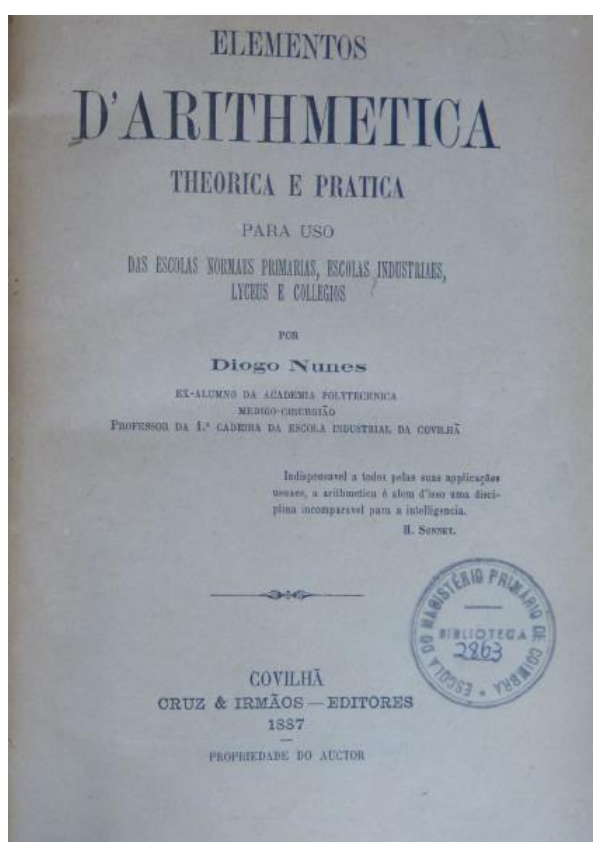 ELEMENTOS
D'ARITHMETICA
THEORICA E PRATICA
PARA USO
DAS ESCOLAS NORMAES PRIMARIAS, ESCOLAS INDUSTRIAES,
LYCEUS E COLLEGIOS
POR
Diogo Nunes
EX-ALUMNO DA ACADEMIA POLYTECHNICA
MEDICO-CIRURGIÃO
PROFESSOR DA 1.ª CADEIRA DA ESCOLA INDUSTRIAL DA COVILHÃ
Indispensavel a todos pelas suas applicações
usuaes, a arithmetica é alem d'isso uma disci-
plina incomparavel para a intelligencia.
H. SONNET.
ESCOLA DO MAGISTÉRIO PRIMÁRIO DE COIMBRA
BIBLIOTECA
2863
COVILHÃ
CRUZ & IRMÃOS — EDITORES
1887
PROPRIEDADE DO AUCTOR